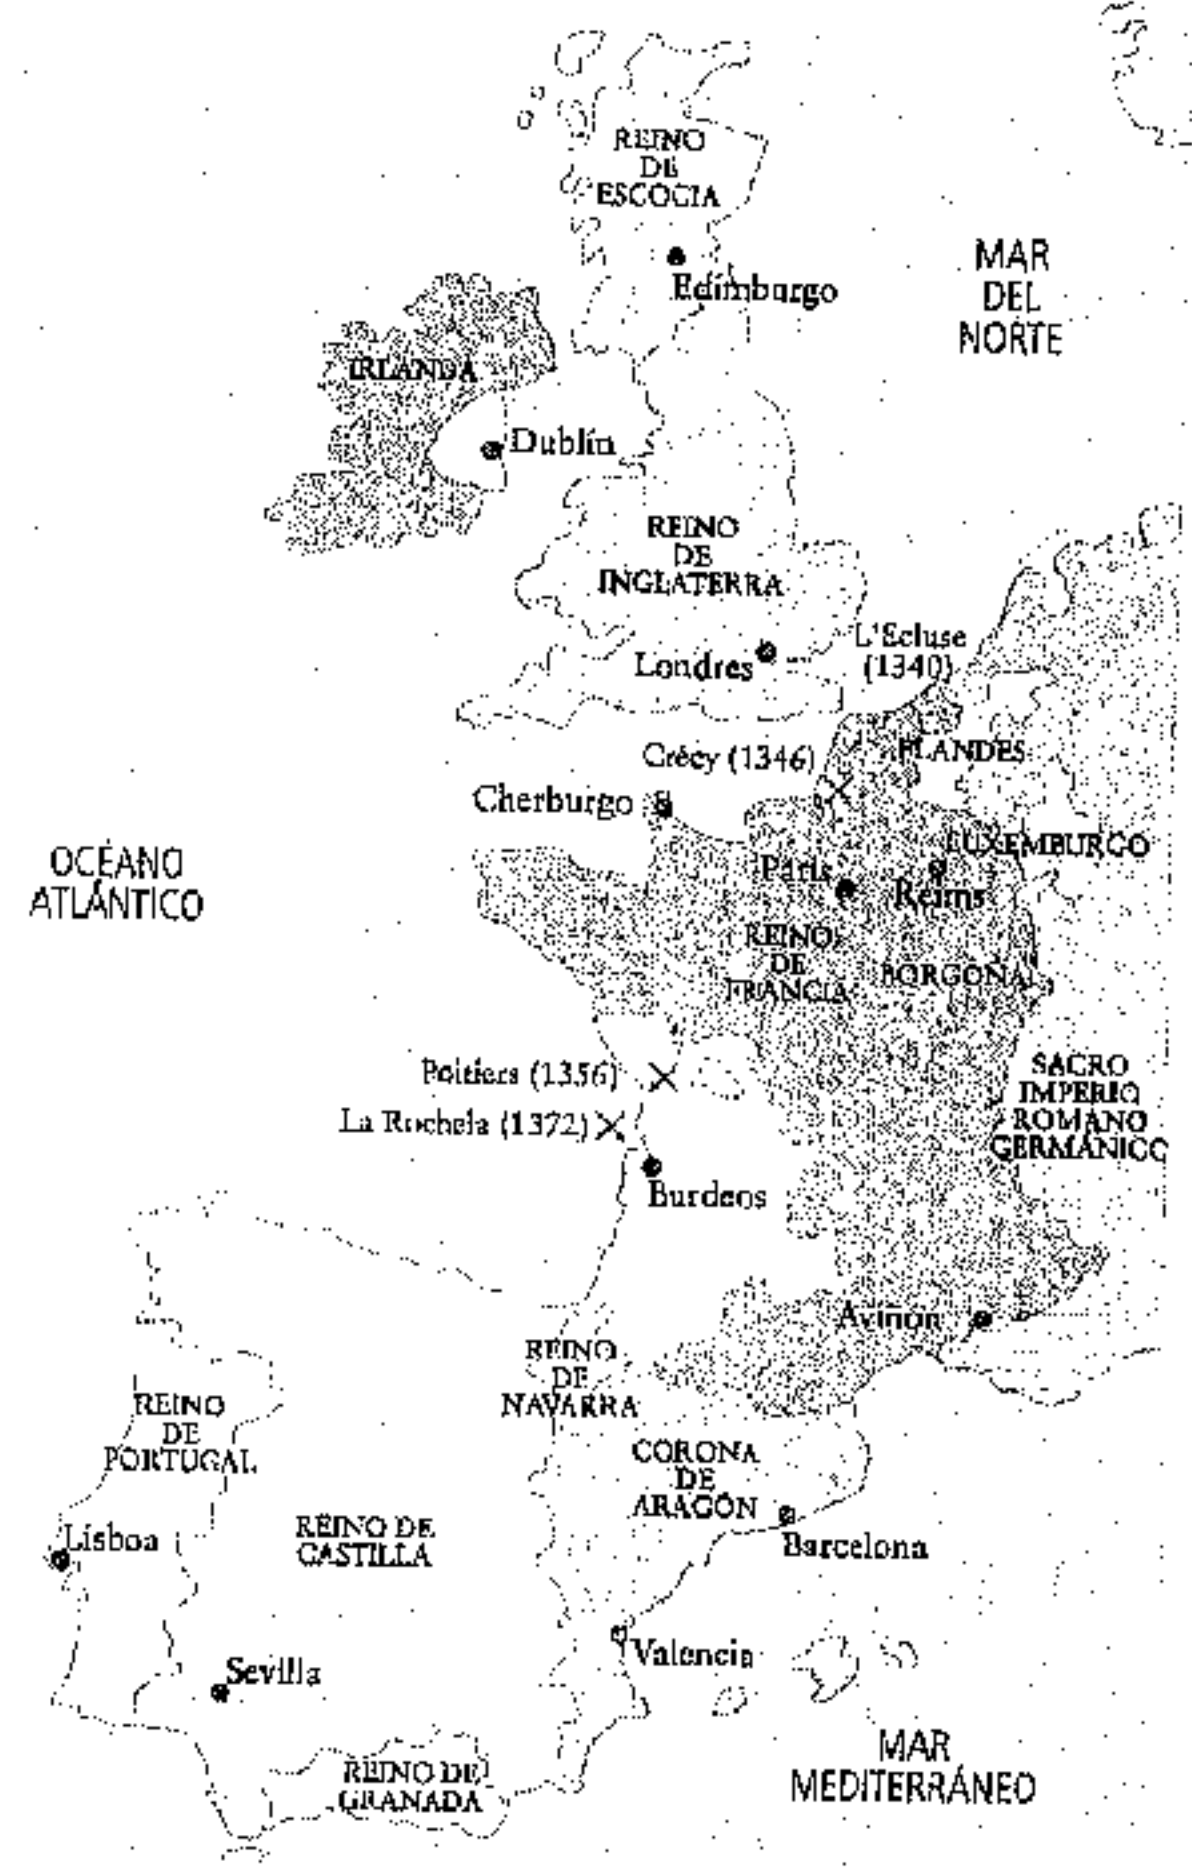 REINO
DE
ESCOCIA
Edimburgo
MAR
DEL
NORTE
IRLANDA
Dublín
REINO
DE
INGLATERRA
Londres
L'Ecluse
(1340)
FLANDES
Crécy (1346)
Cherburgo
LUXEMBURGO
OCÉANO
ATLÁNTICO
París
Reims
REINO
DE
FRANCIA
BORGOÑA
Poitiers (1356)
La Rochela (1372)
SACRO
IMPERIO
ROMANO
GERMÁNICO
Burdeos
Aviñón
REINO
DE
NAVARRA
REINO
DE
PORTUGAL
CORONA
DE
ARAGÓN
Lisboa
REINO DE
CASTILLA
Barcelona
Valencia
Sevilla
REINO DE
GRANADA
MAR
MEDITERRÁNEO